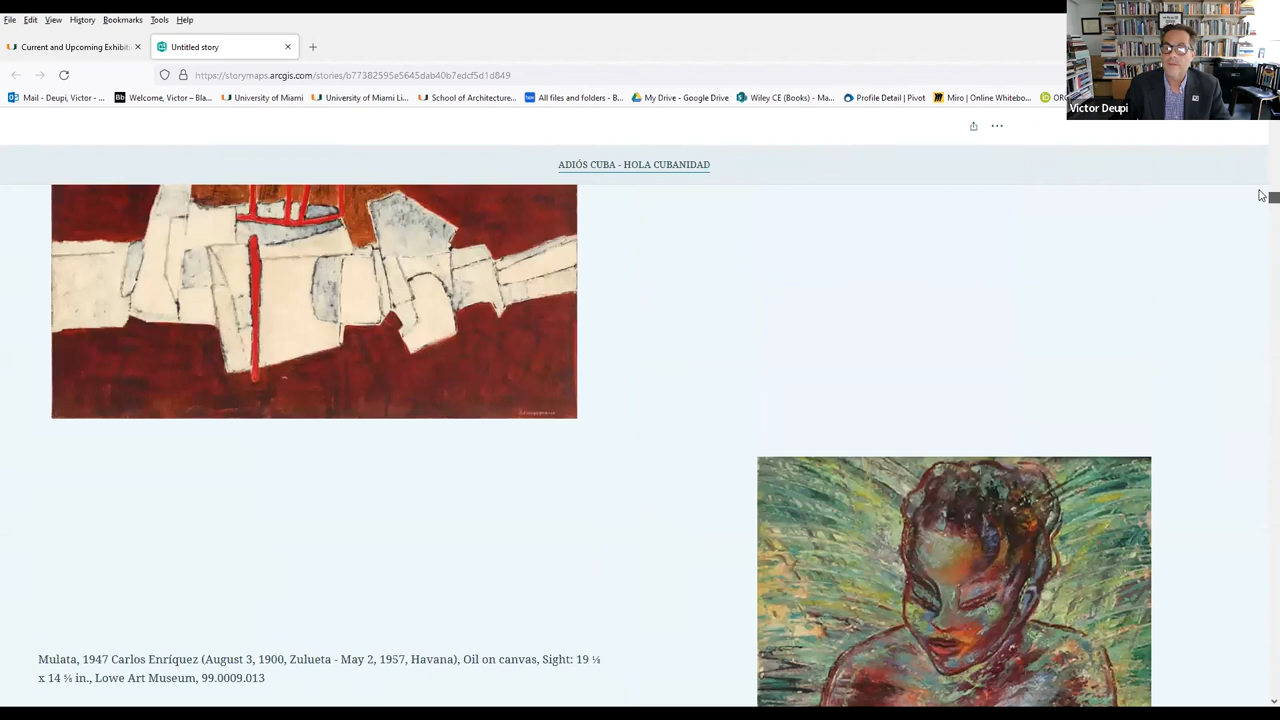 File Edit View History Bookmarks Tools Help
Current and Upcoming Exhibiti
Untitled story
https://storymaps.arcgis.com/stories/b77382595e5645dab40b7edcf5d1d849
Mail - Deupi, Victor - ... Welcome, Victor – Bla... University of Miami University of Miami Li... School of Architectur... All files and folders - B... My Drive - Google Drive Wiley CE (Books) - Ma... Profile Detail | Pivot Miro | Online Whitebo...
Victor Deupi
ADIÓS CUBA - HOLA CUBANIDAD
Mulata, 1947 Carlos Enríquez (August 3, 1900, Zulueta - May 2, 1957, Havana), Oil on canvas, Sight: 19 ¼
x 14 ⅝ in., Lowe Art Museum, 99.0009.013